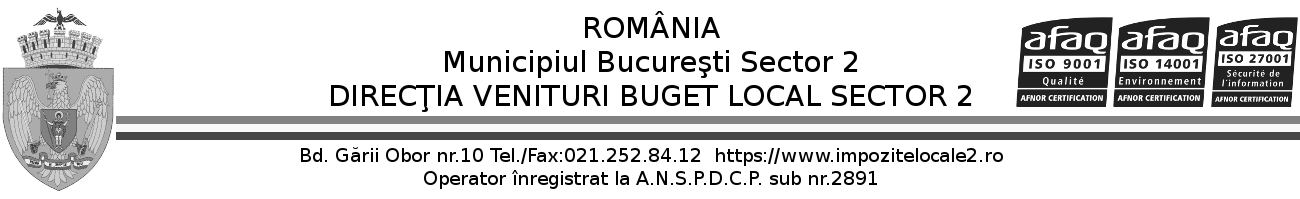 ROMÂNIA
Municipiul Bucureşti Sector 2
DIRECŢIA VENITURI BUGET LOCAL SECTOR 2
afaq
ISO 9001
Qualité
AFNOR CERTIFICATION
afaq
ISO 14001
Environnement
AFNOR CERTIFICATION
afaq
ISO 27001
Sécurité de
l'information
AFNOR CERTIFICATION
Bd. Gării Obor nr.10 Tel./Fax:021.252.84.12 https://www.impozitelocale2.ro
Operator înregistrat la A.N.S.P.D.C.P. sub nr.2891